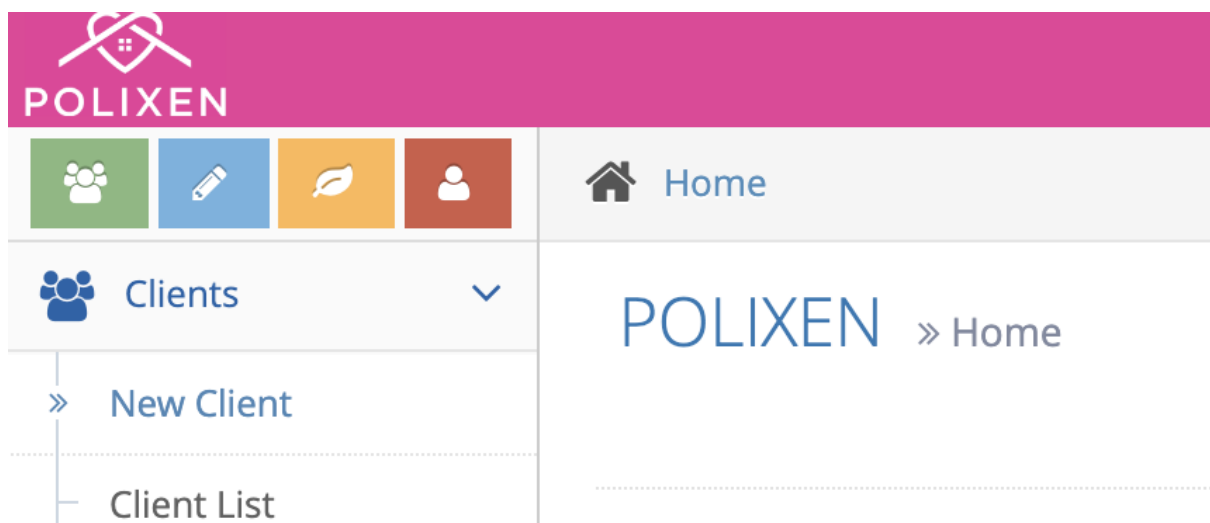 POLIXEN
Home
Clients
POLIXEN » Home
New Client
Client List